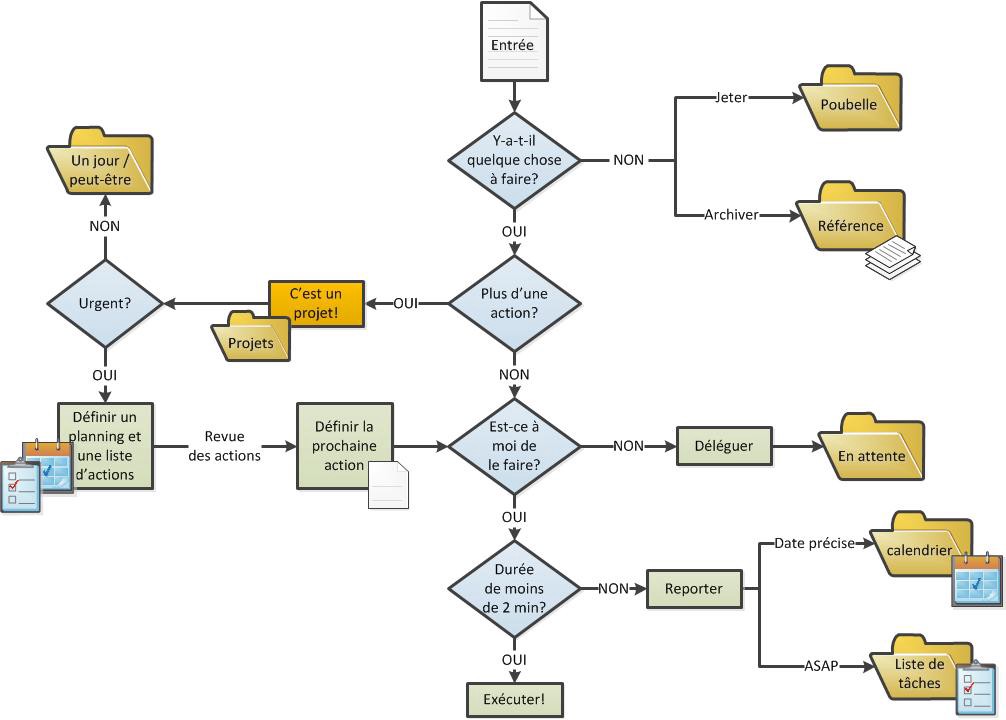 Entrée
Y-a-t-il
quelque chose
à faire?
NON
Jeter
Poubelle
Archiver
Référence
OUI
Un jour /
peut-être
NON
Urgent?
C'est un
projet!
Projets
OUI
Plus d'une
action?
OUI
NON
Définir un
planning et
une liste
d'actions
Revue
des actions
Définir la
prochaine
action
Est-ce à
moi de
le faire?
NON
Déléguer
En attente
OUI
Durée
de moins
de 2 min?
NON
Reporter
Date précise
calendrier
ASAP
Liste de
tâches
OUI
Exécuter!